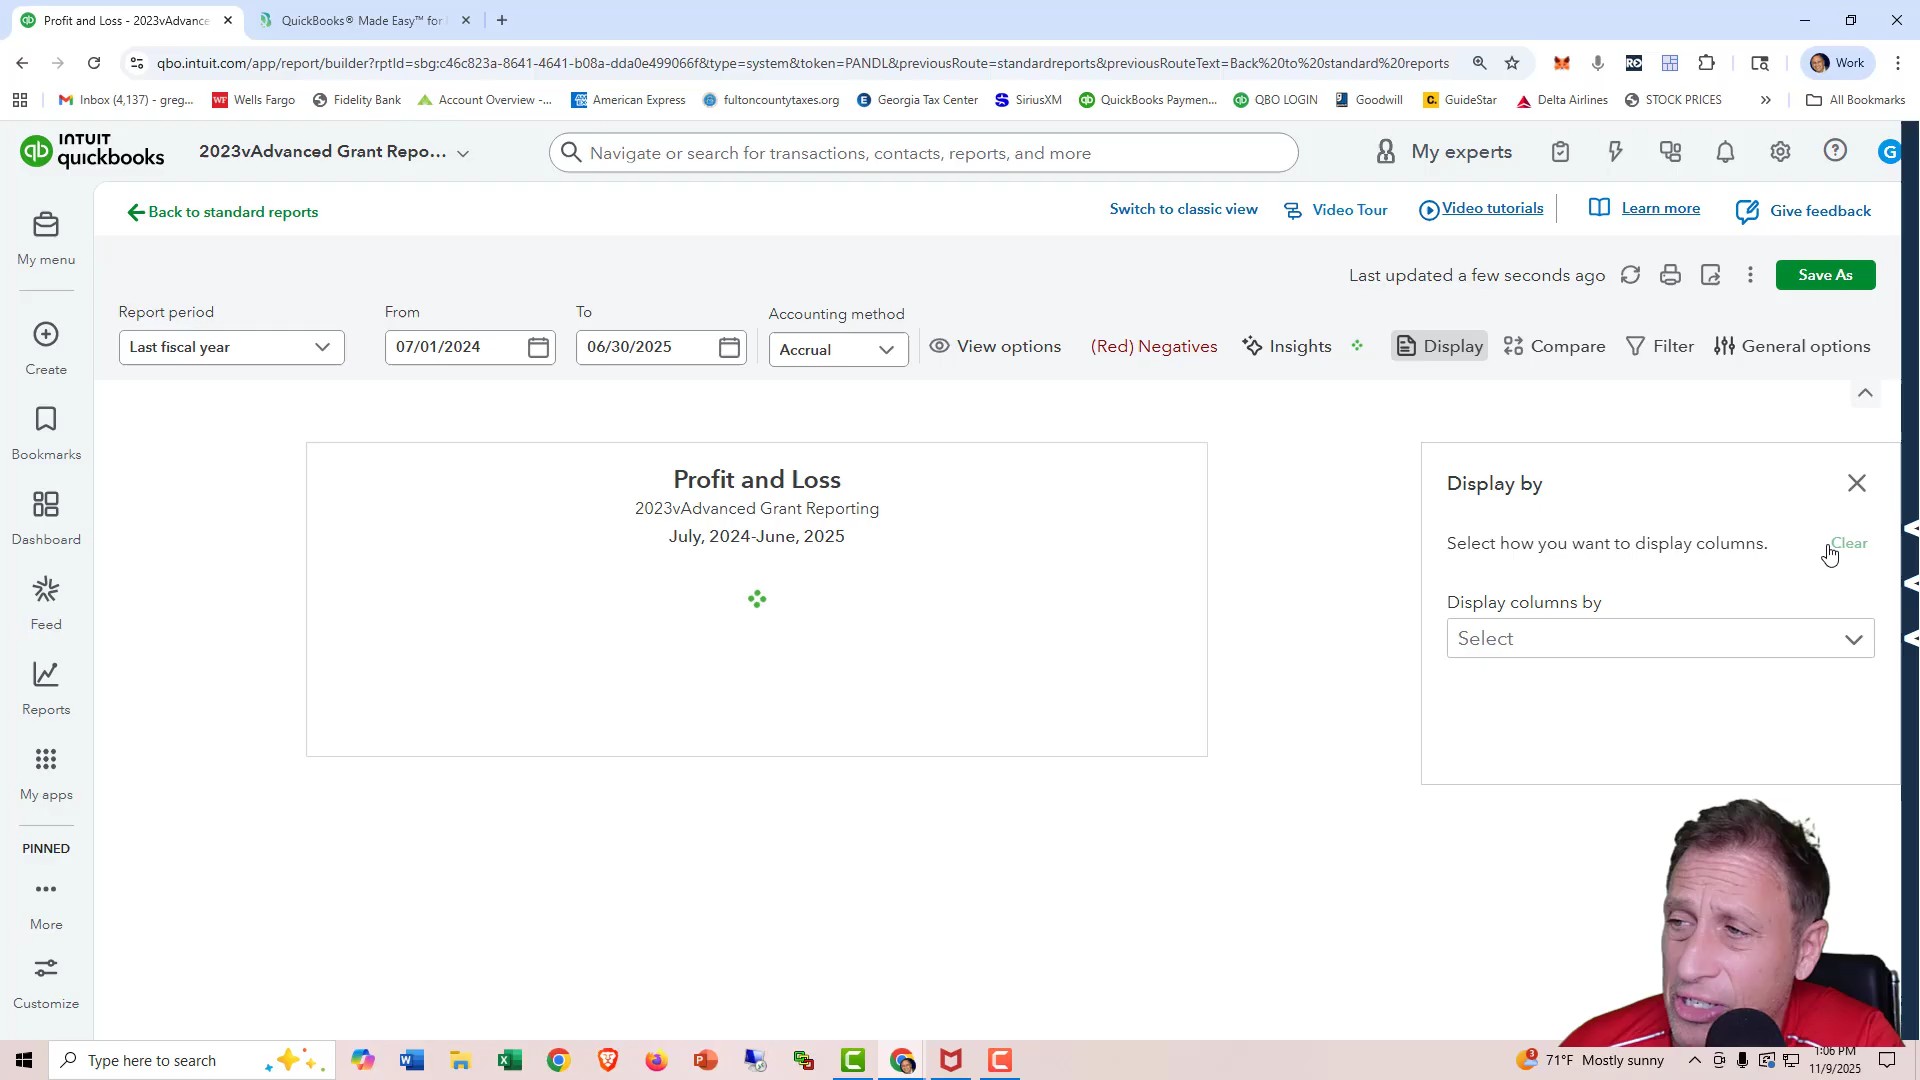 Profit and Loss - 2023vAdvance
QuickBooks® Made Easy™ for
qbo.intuit.com/app/report/builder?rptId=sbg:c46c823a-8641-4641-b08a-dda0e499066f&type=system&token=PANDL&previousRoute=standardreports&previousRouteText=Back%20to%20standard%20reports
Work
Inbox (4,137) - greg...
Wells Fargo
Fidelity Bank
Account Overview -...
American Express
fultoncountytaxes.org
Georgia Tax Center
SiriusXM
QuickBooks Paymen...
QBO LOGIN
Goodwill
GuideStar
Delta Airlines
STOCK PRICES
All Bookmarks
INTUIT
quickbooks
2023vAdvanced Grant Repo...
Navigate or search for transactions, contacts, reports, and more
My experts
G
Back to standard reports
Switch to classic view
Video Tour
Video tutorials
Learn more
Give feedback
Last updated a few seconds ago
Save As
Report period
From
To
Accounting method
Last fiscal year
07/01/2024
06/30/2025
Accrual
View options
(Red) Negatives
Insights
Display
Compare
Filter
General options
My menu
Create
Bookmarks
Dashboard
Feed
Reports
My apps
PINNED
More
Customize
Profit and Loss
2023vAdvanced Grant Reporting
July, 2024-June, 2025
Display by
Select how you want to display columns.
Clear
Display columns by
Select
Type here to search
71°F Mostly sunny
1:06 PM
11/9/2025